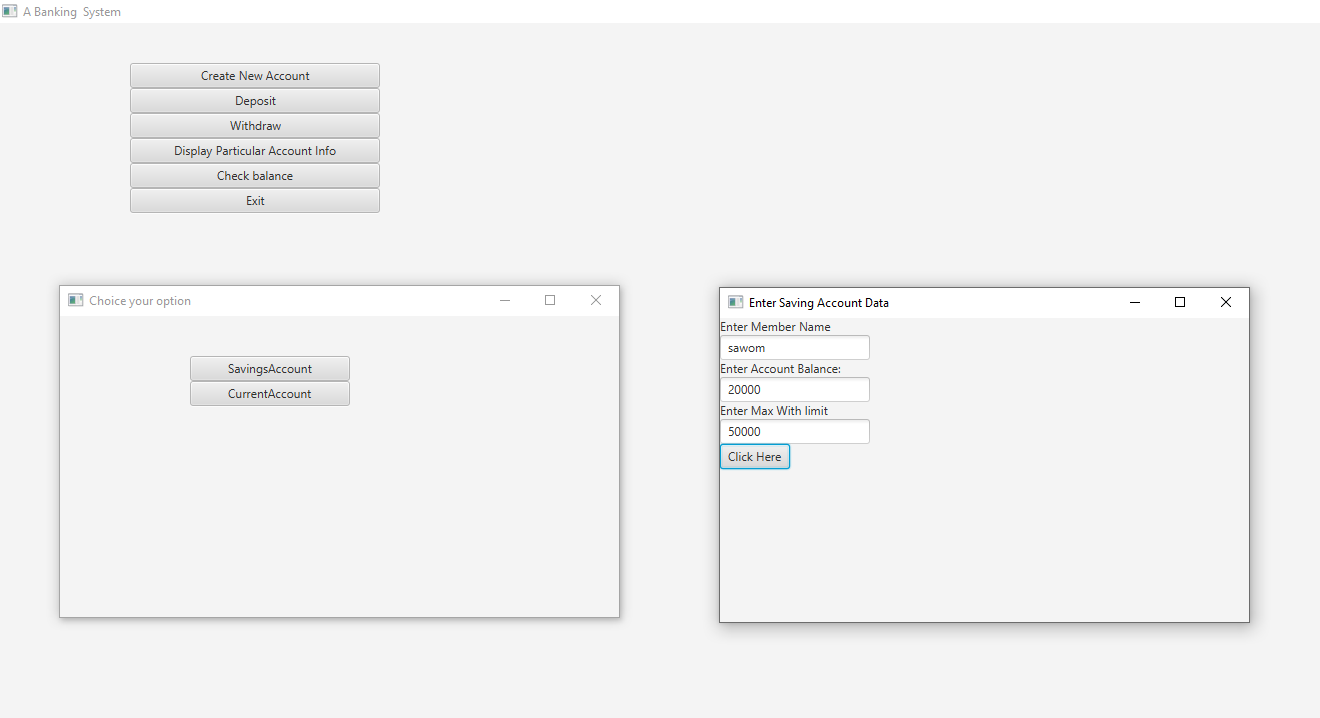 A Banking  System
Create New Account
Deposit
Withdraw
Display Particular Account Info
Check balance
Exit
Choice your option
SavingsAccount
CurrentAccount
Enter Saving Account Data
Enter Member Name
sawom
Enter Account Balance:
20000
Enter Max With limit
50000
Click Here